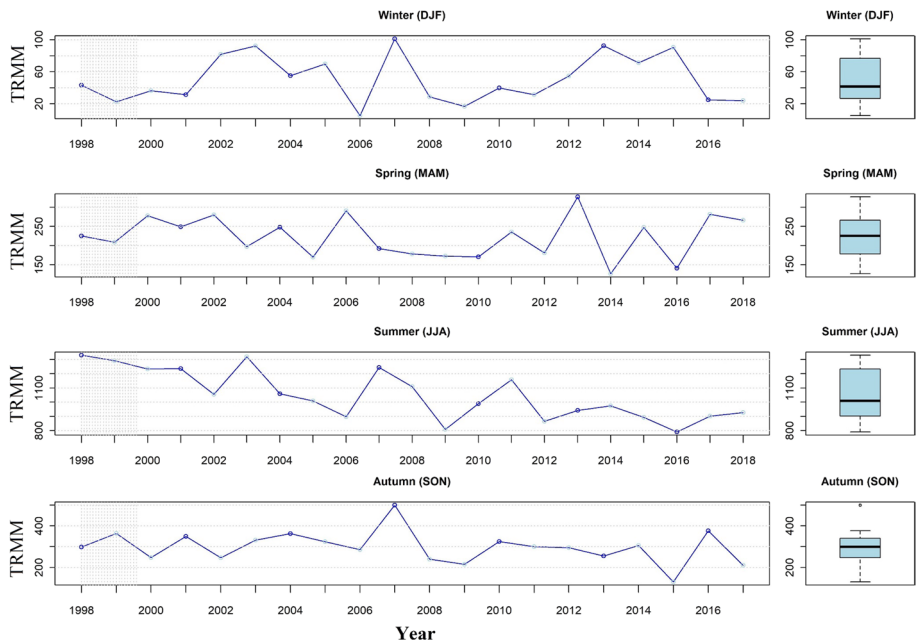 Winter (DJF)
Winter (DJF)
TRMM
100
60
20
20
60
100
1998 2000 2002 2004 2006 2008 2010 2012 2014 2016
Spring (MAM)
Spring (MAM)
TRMM
250
150
150
250
1998 2000 2002 2004 2006 2008 2010 2012 2014 2016 2018
Summer (JJA)
Summer (JJA)
TRMM
1100
800
800
1100
1998 2000 2002 2004 2006 2008 2010 2012 2014 2016 2018
Autumn (SON)
Autumn (SON)
TRMM
400
200
200
400
1998 2000 2002 2004 2006 2008 2010 2012 2014 2016
Year